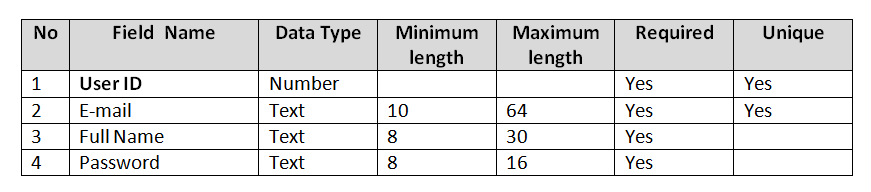 No Field Name Data Type Minimum length Maximum length Required Unique
1 User ID Number Yes Yes
2 E-mail Text 10 64 Yes Yes
3 Full Name Text 8 30 Yes
4 Password Text 8 16 Yes